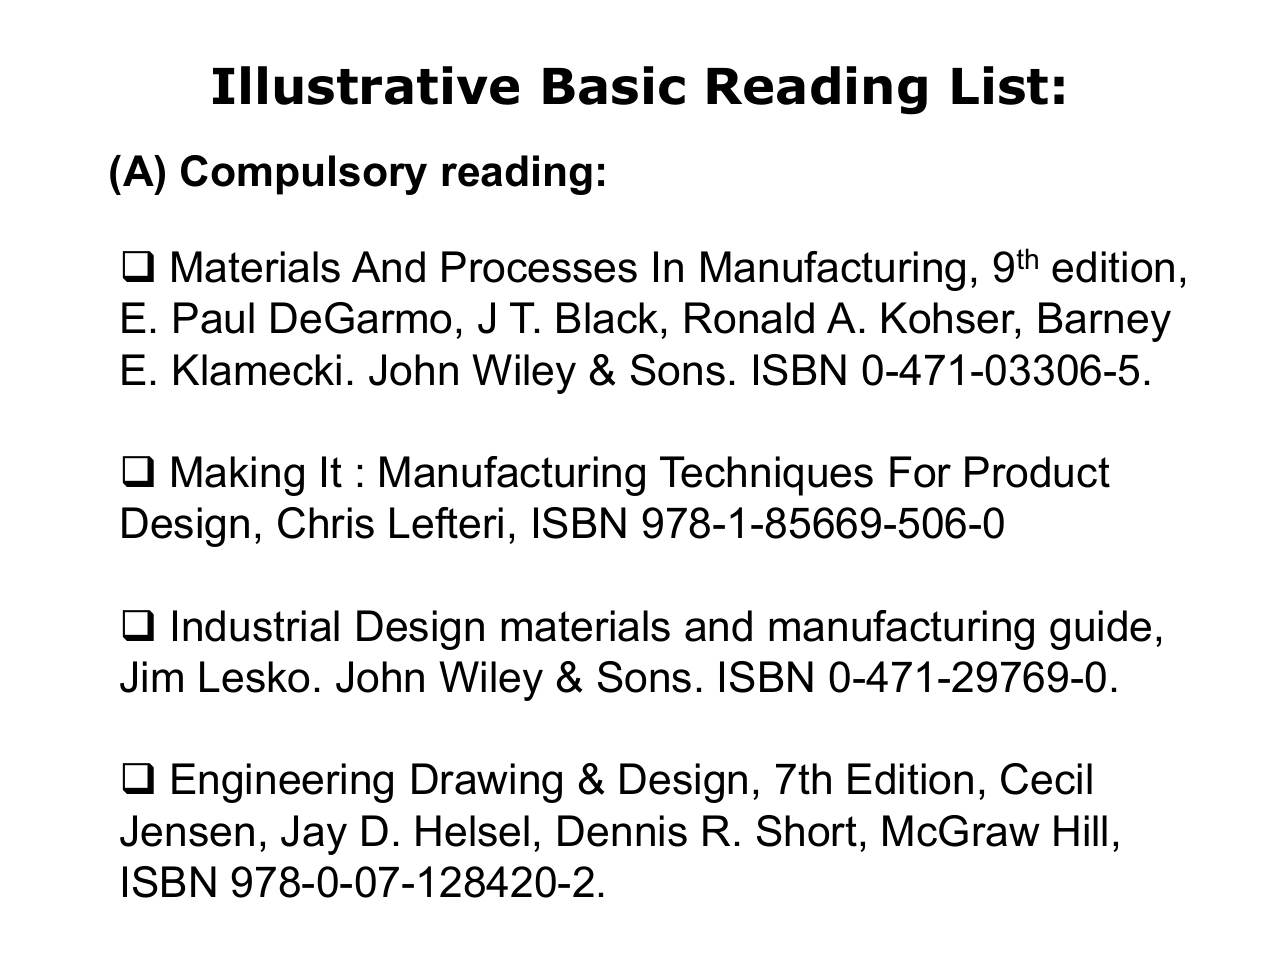 Illustrative Basic Reading List:
(A) Compulsory reading:
❑ Materials And Processes In Manufacturing, 9th edition,
E. Paul DeGarmo, J T. Black, Ronald A. Kohser, Barney
E. Klamecki. John Wiley & Sons. ISBN 0-471-03306-5.
❑ Making It : Manufacturing Techniques For Product
Design, Chris Lefteri, ISBN 978-1-85669-506-0
❑ Industrial Design materials and manufacturing guide,
Jim Lesko. John Wiley & Sons. ISBN 0-471-29769-0.
❑ Engineering Drawing & Design, 7th Edition, Cecil
Jensen, Jay D. Helsel, Dennis R. Short, McGraw Hill,
ISBN 978-0-07-128420-2.